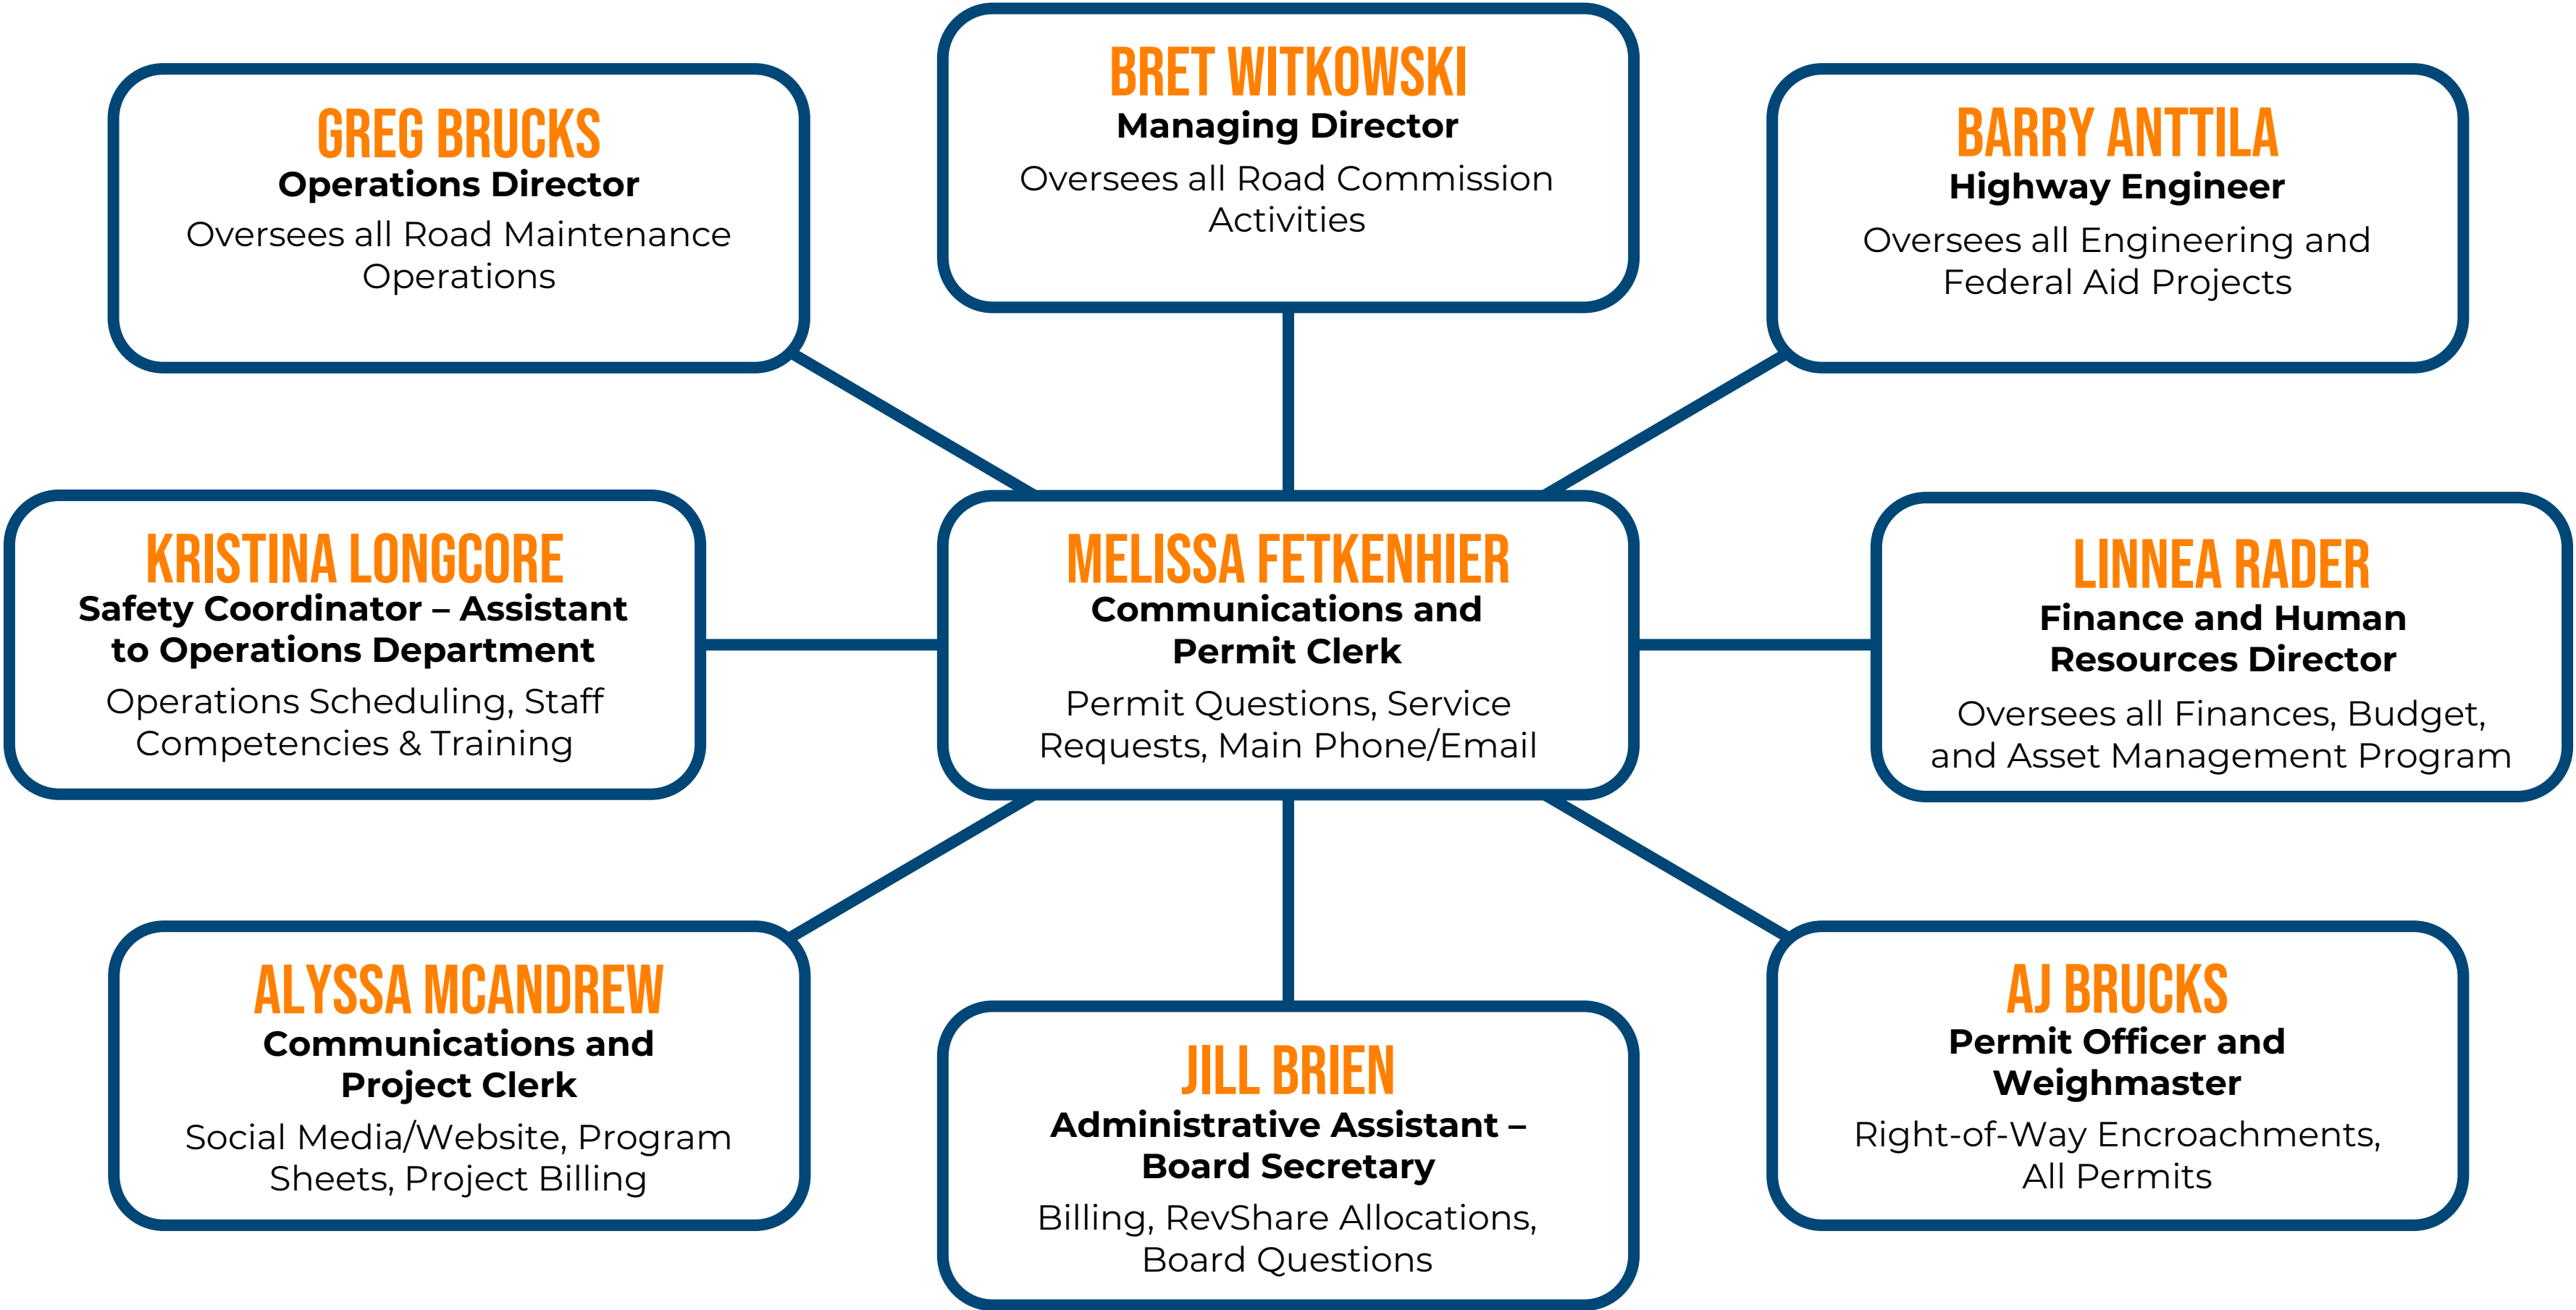 BRET WITKOWSKI
Managing Director
Oversees all Road Commission
Activities
GREG BRUCKS
Operations Director
Oversees all Road Maintenance
Operations
BARRY ANTTILA
Highway Engineer
Oversees all Engineering and
Federal Aid Projects
KRISTINA LONGCORE
Safety Coordinator – Assistant
to Operations Department
Operations Scheduling, Staff
Competencies & Training
MELISSA FETKENHIER
Communications and
Permit Clerk
Permit Questions, Service
Requests, Main Phone/Email
LINNEA RADER
Finance and Human
Resources Director
Oversees all Finances, Budget,
and Asset Management Program
ALYSSA MCANDREW
Communications and
Project Clerk
Social Media/Website, Program
Sheets, Project Billing
JILL BRIEN
Administrative Assistant –
Board Secretary
Billing, RevShare Allocations,
Board Questions
AJ BRUCKS
Permit Officer and
Weighmaster
Right-of-Way Encroachments,
All Permits